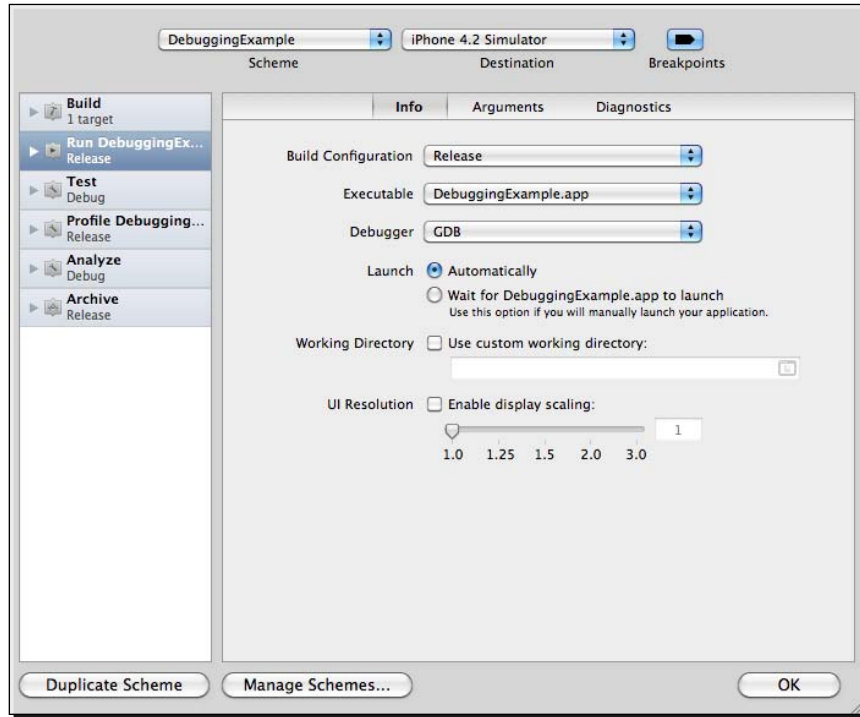 DebuggingExample iPhone 4.2 Simulator
Scheme Destination Breakpoints
Build
1 target
Run DebuggingEx...
Release
Test
Debug
Profile Debugging...
Release
Analyze
Debug
Archive
Release
Info Arguments Diagnostics
Build Configuration Release
Executable DebuggingExample.app
Debugger GDB
Launch Automatically
Wait for DebuggingExample.app to launch
Use this option if you will manually launch your application.
Working Directory Use custom working directory:
UI Resolution Enable display scaling:
1
1.0 1.25 1.5 2.0 3.0
Duplicate Scheme Manage Schemes... OK